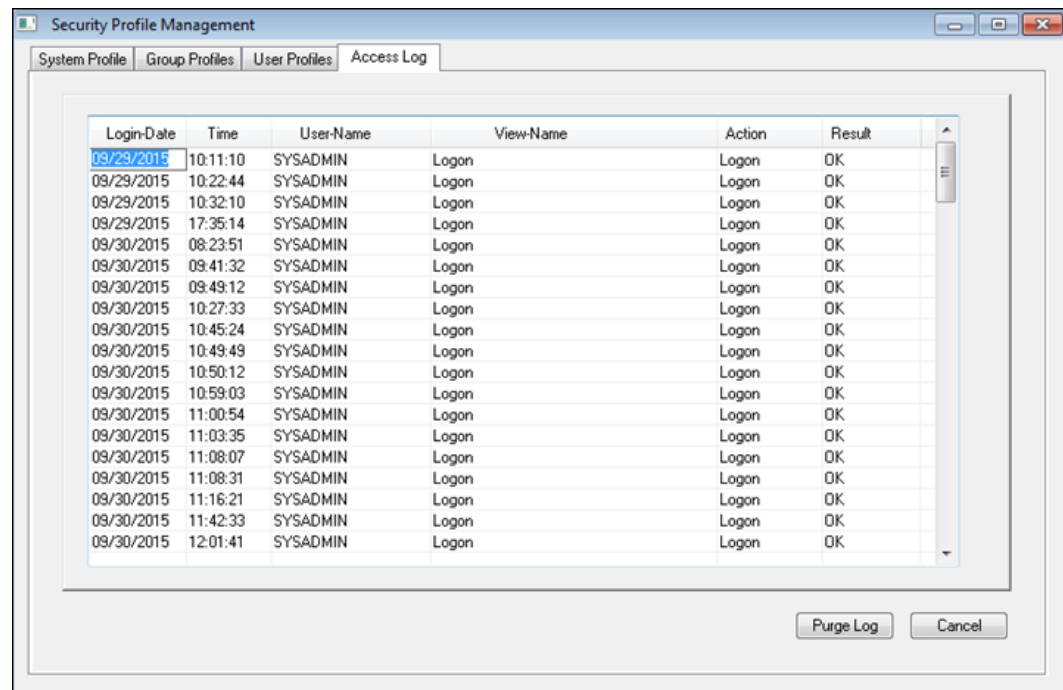 Security Profile Management
System Profile Group Profiles User Profiles Access Log
Login-Date Time User-Name View-Name Action Result
09/29/2015 10:11:10 SYSADMIN Logon Logon OK
09/29/2015 10:22:44 SYSADMIN Logon Logon OK
09/29/2015 10:32:10 SYSADMIN Logon Logon OK
09/29/2015 17:35:14 SYSADMIN Logon Logon OK
09/30/2015 08:23:51 SYSADMIN Logon Logon OK
09/30/2015 09:41:32 SYSADMIN Logon Logon OK
09/30/2015 09:49:12 SYSADMIN Logon Logon OK
09/30/2015 10:27:33 SYSADMIN Logon Logon OK
09/30/2015 10:45:24 SYSADMIN Logon Logon OK
09/30/2015 10:49:49 SYSADMIN Logon Logon OK
09/30/2015 10:50:12 SYSADMIN Logon Logon OK
09/30/2015 10:59:03 SYSADMIN Logon Logon OK
09/30/2015 11:00:54 SYSADMIN Logon Logon OK
09/30/2015 11:03:35 SYSADMIN Logon Logon OK
09/30/2015 11:08:07 SYSADMIN Logon Logon OK
09/30/2015 11:08:31 SYSADMIN Logon Logon OK
09/30/2015 11:16:21 SYSADMIN Logon Logon OK
09/30/2015 11:42:33 SYSADMIN Logon Logon OK
09/30/2015 12:01:41 SYSADMIN Logon Logon OK
Purge Log Cancel